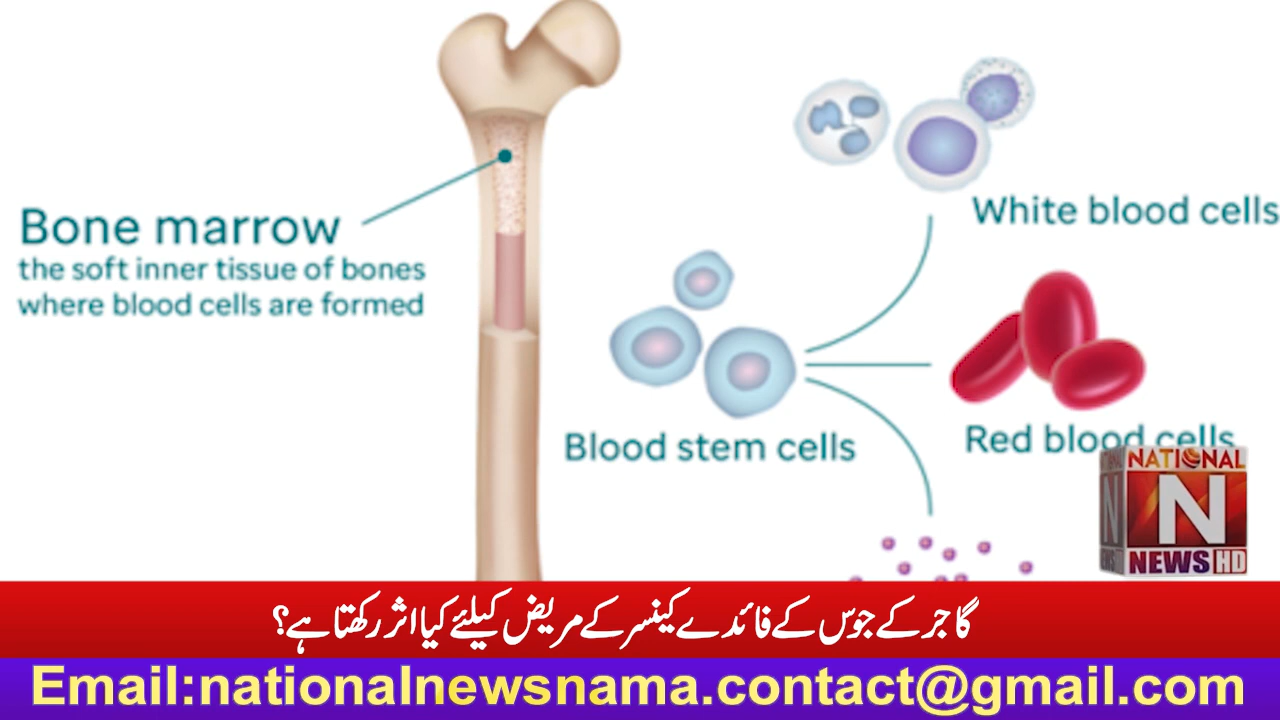 Bone marrow
the soft inner tissue of bones
where blood cells are formed
White blood cells
Blood stem cells
Red blood cells
NATIONAL
N
N
NEWS HD
گاجر کے جوس کے فائدے کینسر کے مریض کیلئے کیا اثر رکھتا ہے؟
Email:nationalnewsnama.contact@gmail.com